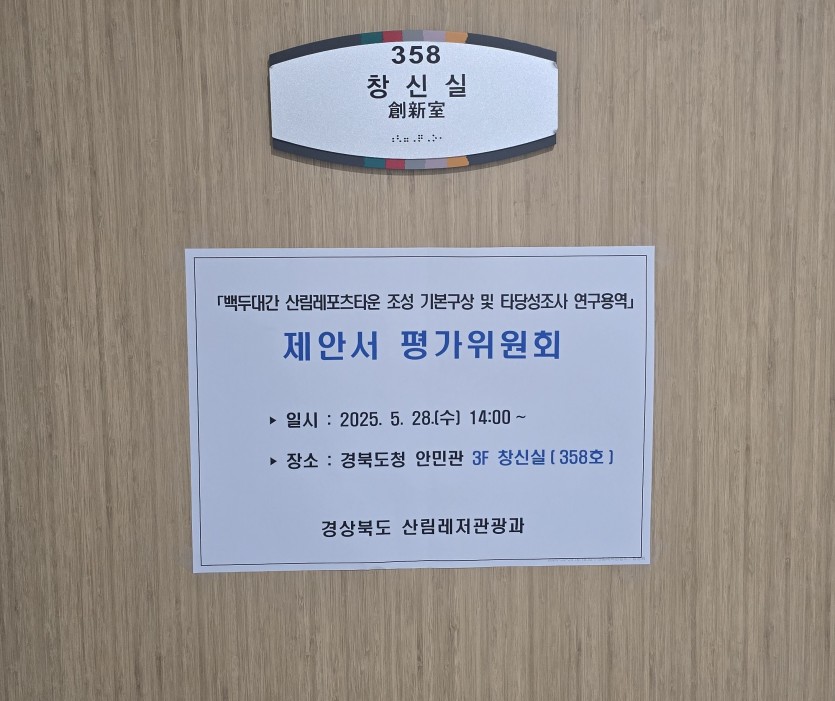 358
창신실
創新室
「백두대간 산림레포츠타운 조성 기본구상 및 타당성조사 연구용역」
제안서 평가위원회
▸ 일시 : 2025. 5. 28.(수) 14:00 ~
▸ 장소 : 경북도청 안민관 3F 창신실(358호)
경상북도 산림레저관광과